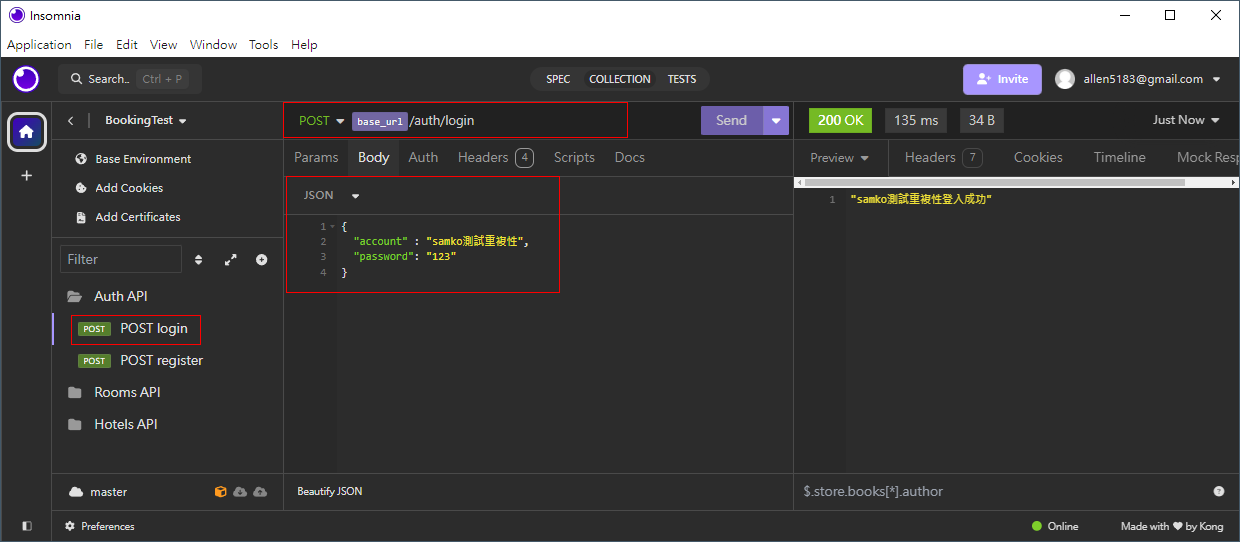 Insomnia
Application File Edit View Window Tools Help
Search.. Ctrl + P
SPEC COLLECTION TESTS
Invite
allen5183@gmail.com
BookingTest
POST base_url /auth/login
Send
200 OK 135 ms 34 B
Just Now
Base Environment
Add Cookies
Add Certificates
Params Body Auth Headers 4 Scripts Docs
Preview Headers 7 Cookies Timeline Mock Resp
JSON
1 {
2 "account" : "samko測試重複性",
3 "password": "123"
4 }
1 "samko測試重複性登入成功"
Filter
Auth API
POST POST login
POST POST register
Rooms API
Hotels API
master
Beautify JSON
$.store.books[*].author
Preferences
Online
Made with ❤ by Kong